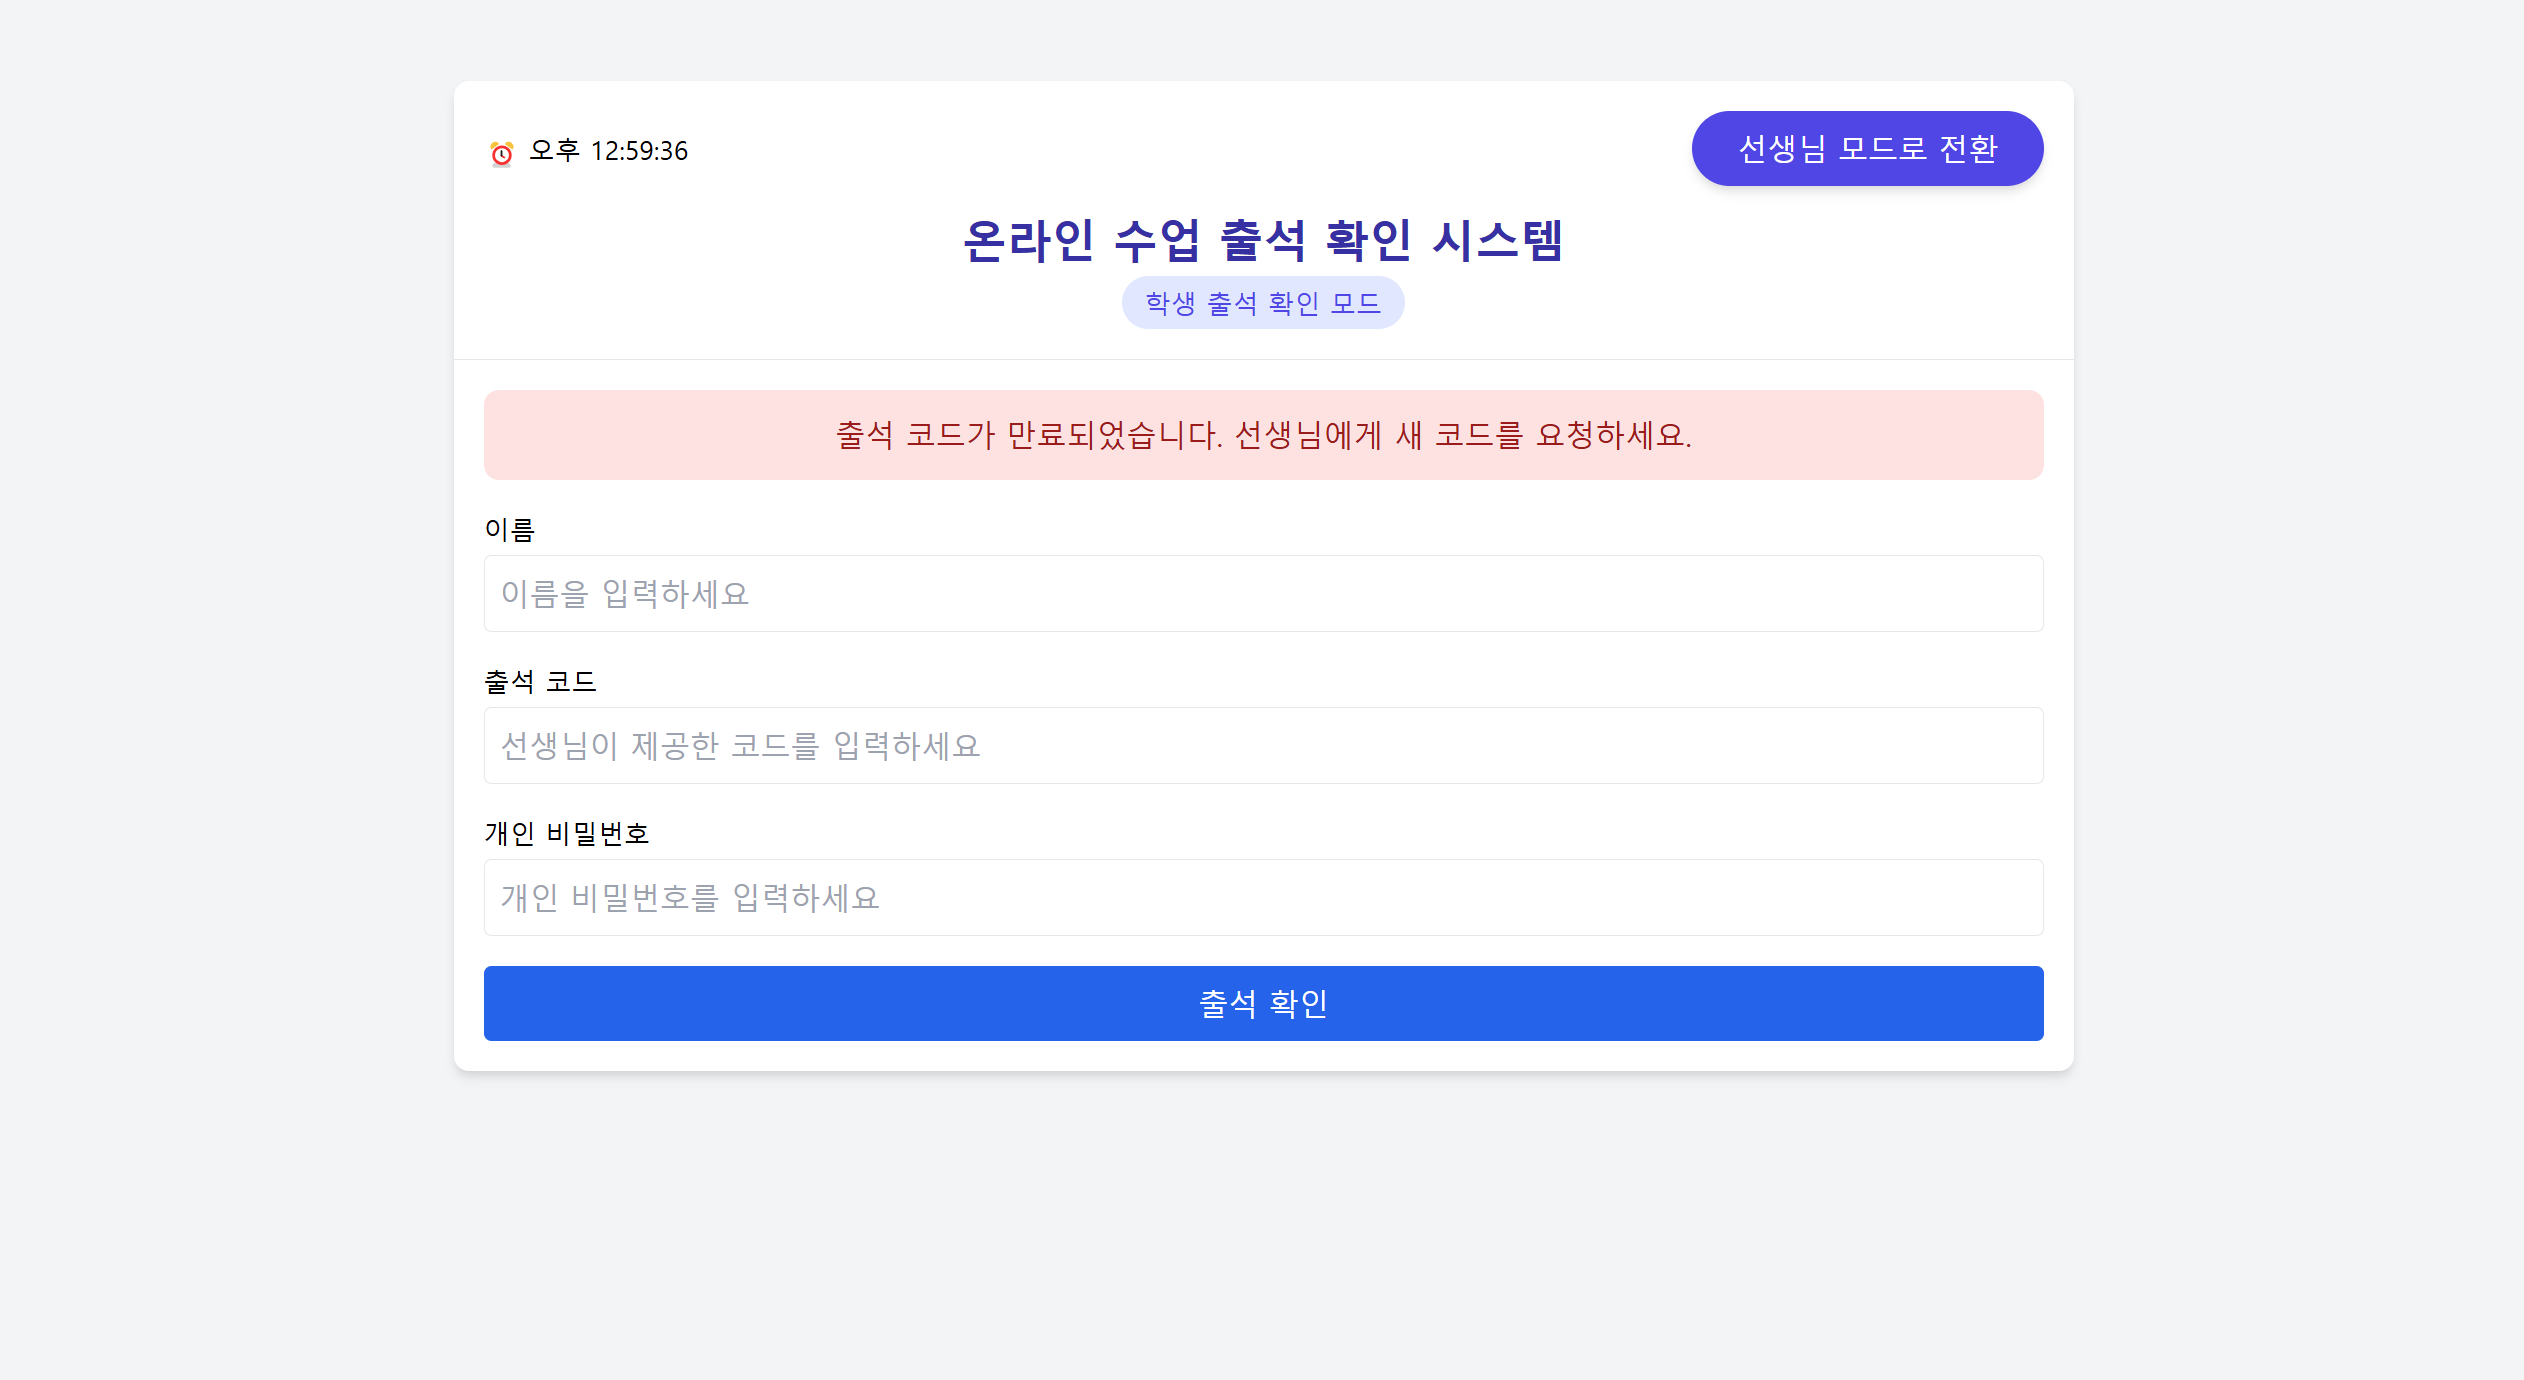 오후 12:59:36
선생님 모드로 전환
온라인 수업 출석 확인 시스템
학생 출석 확인 모드
출석 코드가 만료되었습니다. 선생님에게 새 코드를 요청하세요.
이름
이름을 입력하세요
출석 코드
선생님이 제공한 코드를 입력하세요
개인 비밀번호
개인 비밀번호를 입력하세요
출석 확인